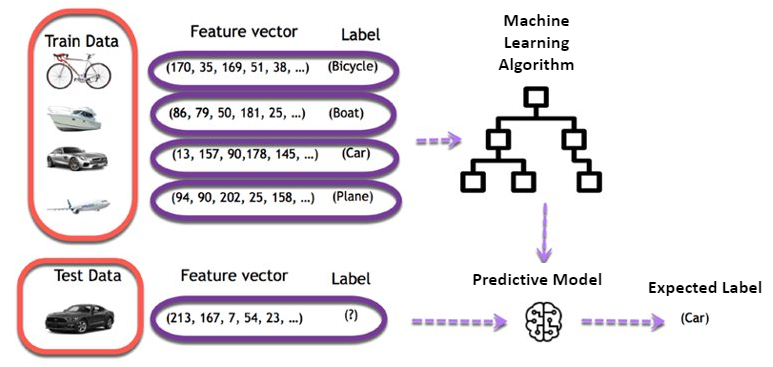 Train Data
Feature vector
Label
(170, 35, 169, 51, 38, ...)
(Bicycle)
(86, 79, 50, 181, 25, ...)
(Boat)
(13, 157, 90,178, 145, ...)
(Car)
(94, 90, 202, 25, 158, ...)
(Plane)
Machine
Learning
Algorithm
Test Data
Feature vector
Label
(213, 167, 7, 54, 23, ...)
(?)
Predictive Model
Expected Label
(Car)